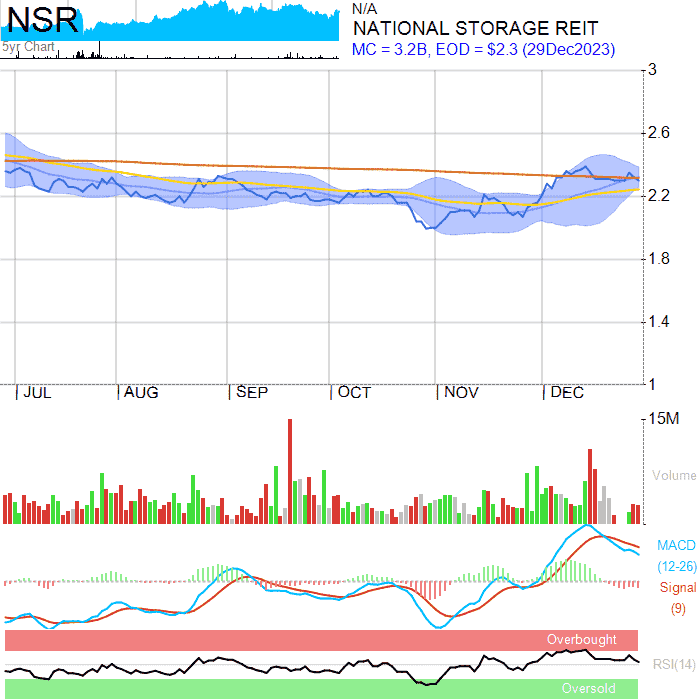 NSR
5yr Chart
N/A
NATIONAL STORAGE REIT
MC = 3.2B, EOD = $2.3 (29Dec2023)
3
2.6
2.2
1.8
1.4
1
JUL
AUG
SEP
OCT
NOV
DEC
15M
Volume
MACD
(12-26)
Signal
(9)
Overbought
RSI(14)
Oversold